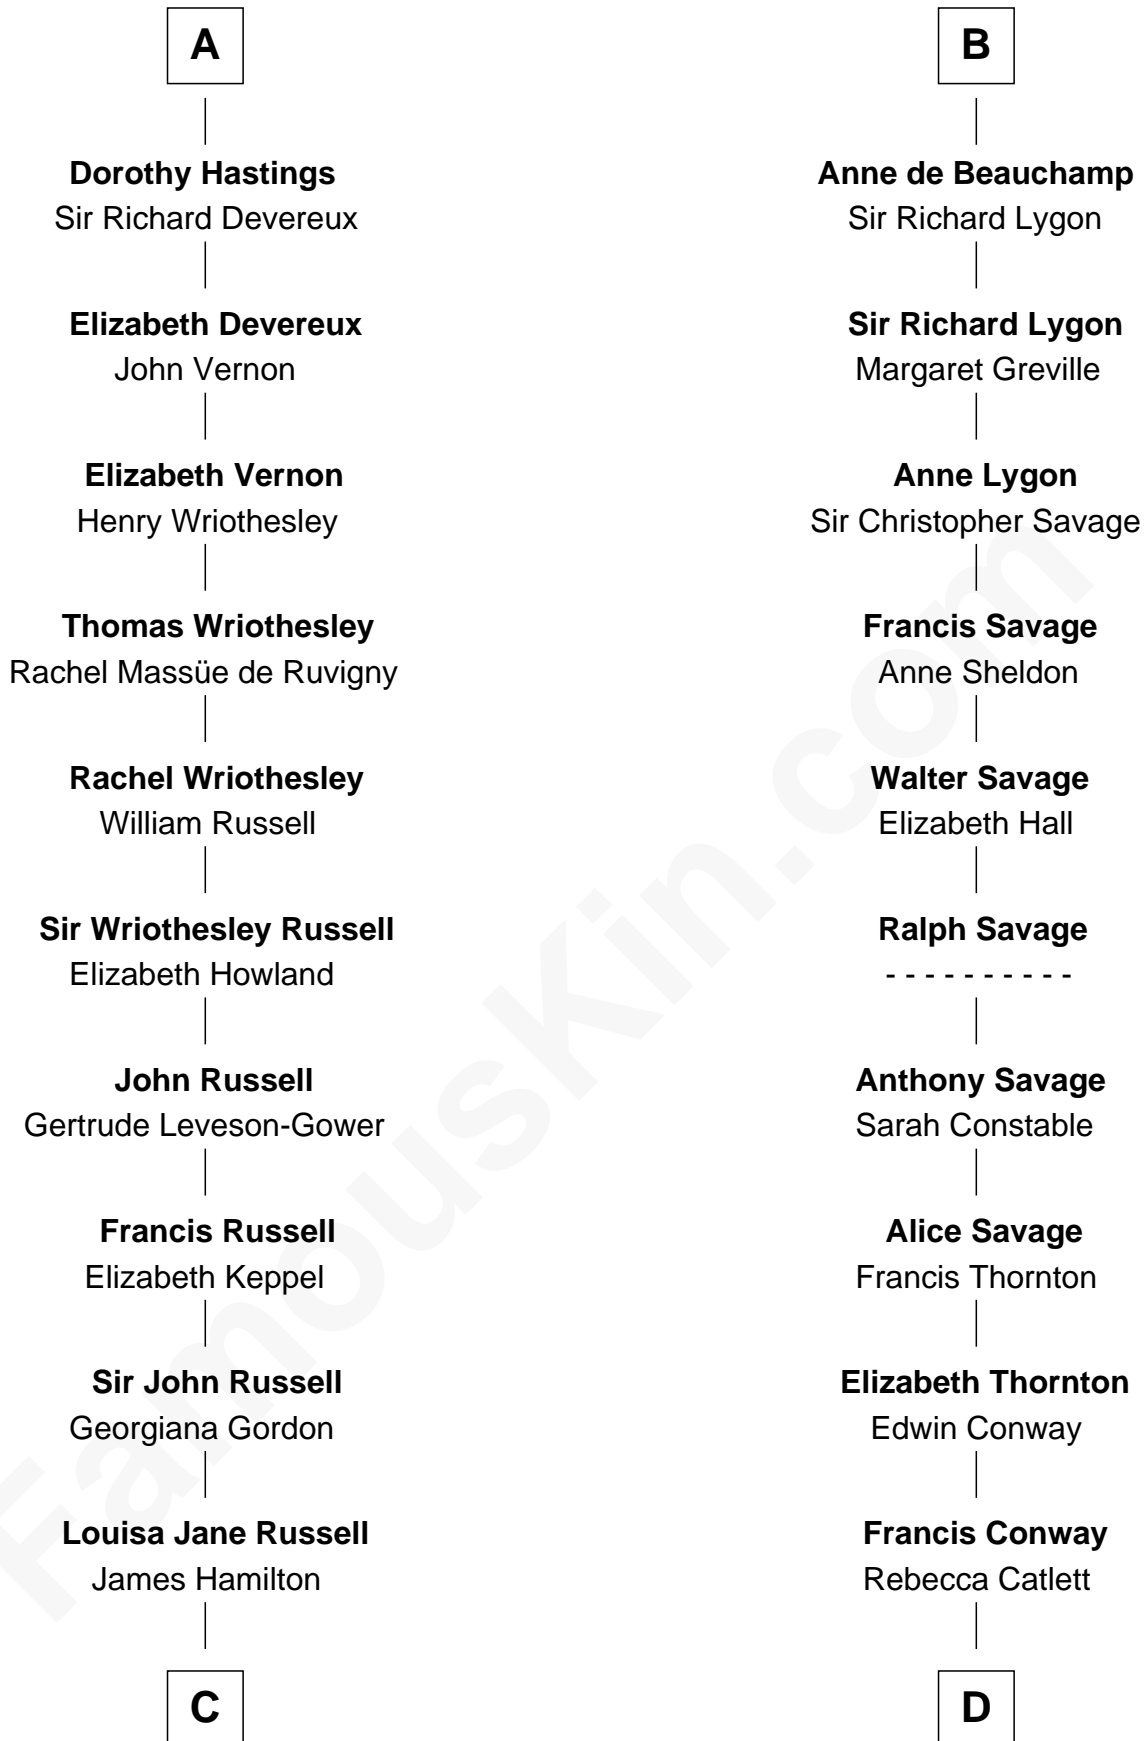 A
Dorothy Hastings
Sir Richard Devereux
Elizabeth Devereux
John Vernon
Elizabeth Vernon
Henry Wriothesley
Thomas Wriothesley
Rachel Massüe de Ruvigny
Rachel Wriothesley
William Russell
Sir Wriothesley Russell
Elizabeth Howland
John Russell
Gertrude Leveson-Gower
Francis Russell
Elizabeth Keppel
Sir John Russell
Georgiana Gordon
Louisa Jane Russell
James Hamilton
C
B
Anne de Beauchamp
Sir Richard Lygon
Sir Richard Lygon
Margaret Greville
Anne Lygon
Sir Christopher Savage
Francis Savage
Anne Sheldon
Walter Savage
Elizabeth Hall
Ralph Savage
- - - - - - - - - -
Anthony Savage
Sarah Constable
Alice Savage
Francis Thornton
Elizabeth Thornton
Edwin Conway
Francis Conway
Rebecca Catlett
D
FamousKin.com